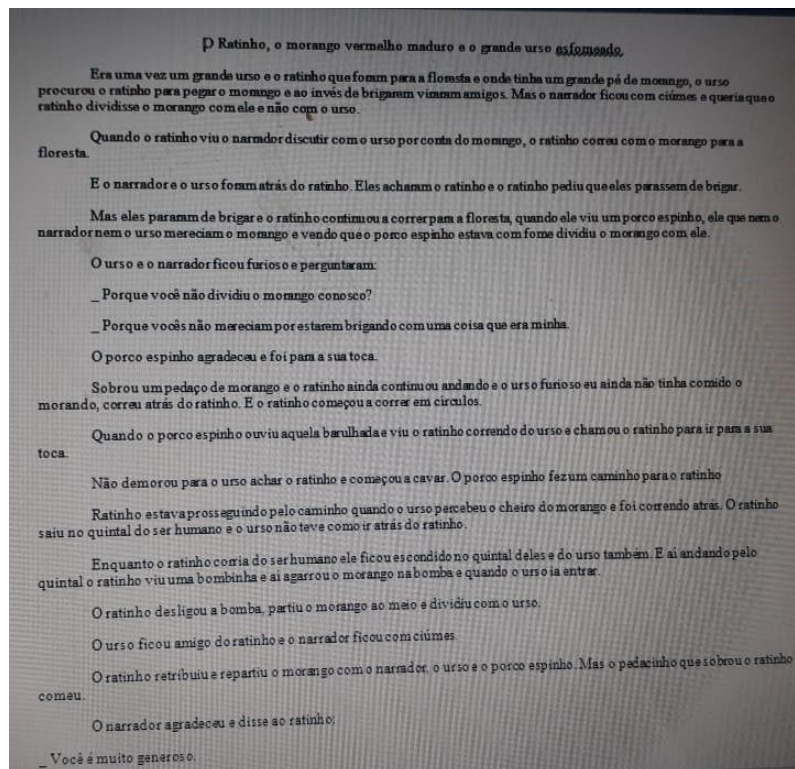 O Ratinho, o morango vermelho maduro e o grande urso esfomeado.
Era uma vez um grande urso e o ratinho que foram para a floresta e onde tinha um grande pé de morango, o urso
procurou o ratinho para pegar o morango e ao invés de brigaram viraram amigos. Mas o narrador ficou com ciúmes e queria que o
ratinho dividisse o morango com ele e não com o urso.
Quando o ratinho viu o narrador discutir com o urso por conta do morango, o ratinho correu com o morango para a
floresta.
E o narrador e o urso foram atrás do ratinho. Eles acharam o ratinho e o ratinho pediu que eles parassem de brigar.
Mas eles pararam de brigar e o ratinho continuou a correr para a floresta, quando ele viu um porco espinho, ele que nem o
narrador nem o urso mereciam o morango e vendo que o porco espinho estava com fome dividiu o morango com ele.
O urso e o narrador ficou furioso e perguntaram:
_ Porque você não dividiu o morango conosco?
_ Porque vocês não mereciam por estarem brigando com uma coisa que era minha.
O porco espinho agradeceu e foi para a sua toca.
Sobrou um pedaço de morango e o ratinho ainda continuou andando e o urso furioso eu ainda não tinha comido o
morando, correu atrás do ratinho. E o ratinho começou a correr em círculos.
Quando o porco espinho ouviu aquela barulhada e viu o ratinho correndo do urso e chamou o ratinho para ir para a sua
toca.
Não demorou para o urso achar o ratinho e começou a cavar. O porco espinho fez um caminho para o ratinho
Ratinho estava prosseguindo pelo caminho quando o urso percebeu o cheiro do morango e foi correndo atrás. O ratinho
saiu no quintal do ser humano e o urso não teve como ir atrás do ratinho.
Enquanto o ratinho corria do ser humano ele ficou escondido no quintal deles e do urso também. E ai andando pelo
quintal o ratinho viu uma bombinha e ai agarrou o morango na bomba e quando o urso ia entrar.
O ratinho desligou a bomba, partiu o morango ao meio e dividiu com o urso.
O urso ficou amigo do ratinho e o narrador ficou com ciúmes.
O ratinho retribuiu e repartiu o morango com o narrador, o urso e o porco espinho. Mas o pedacinho que sobrou o ratinho
comeu.
O narrador agradeceu e disse ao ratinho;
_ Você é muito generoso.